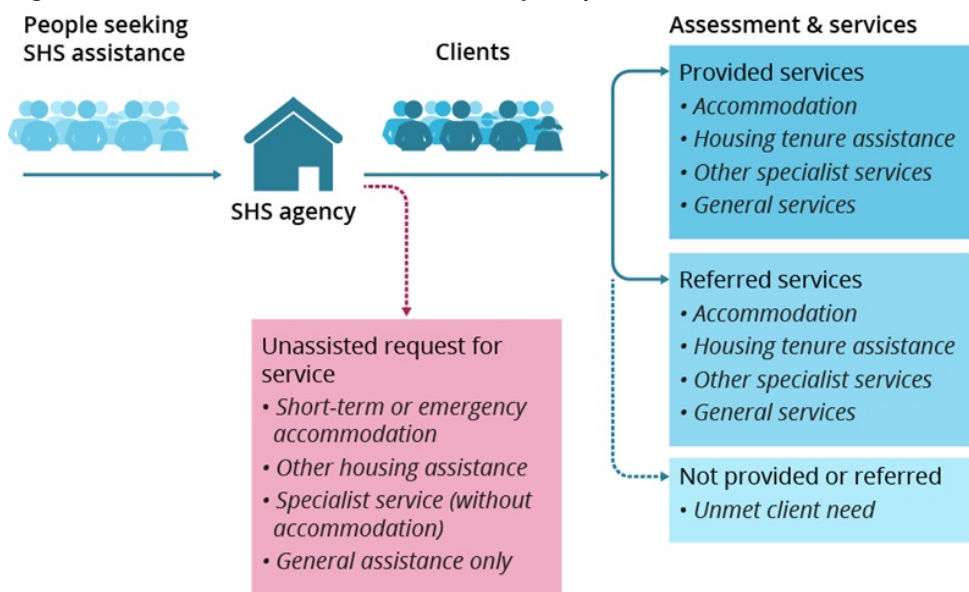 People seeking
SHS assistance
Clients
Assessment & services
SHS agency
Provided services
• Accommodation
• Housing tenure assistance
• Other specialist services
• General services
Referred services
• Accommodation
• Housing tenure assistance
• Other specialist services
• General services
Not provided or referred
• Unmet client need
Unassisted request for
service
• Short-term or emergency
accommodation
• Other housing assistance
• Specialist service (without
accommodation)
• General assistance only